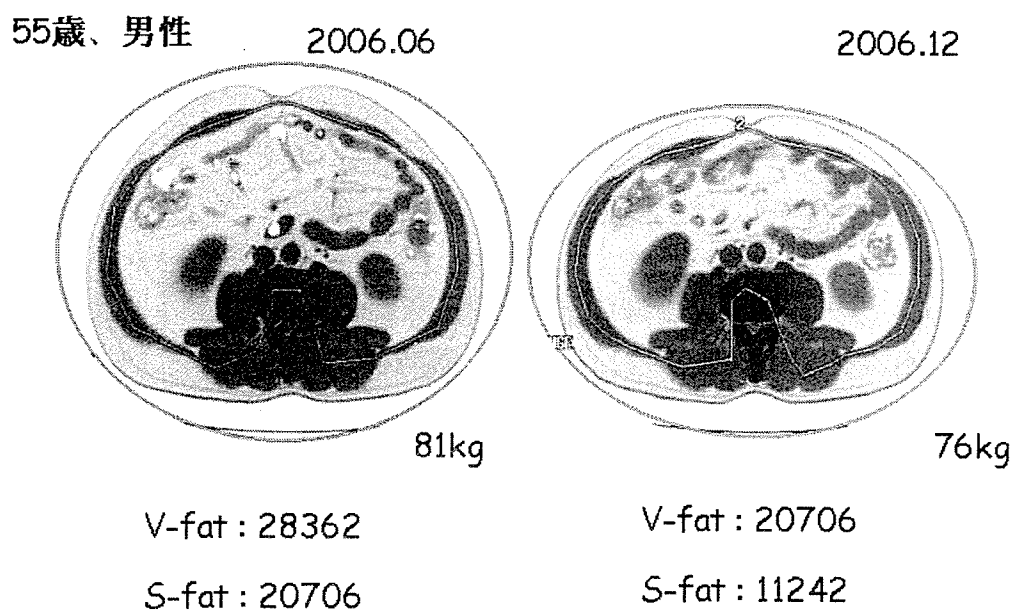 55歳、男性
2006.06
2006.12
2
81kg
76kg
V-fat : 28362
V-fat : 20706
S-fat : 20706
S-fat : 11242